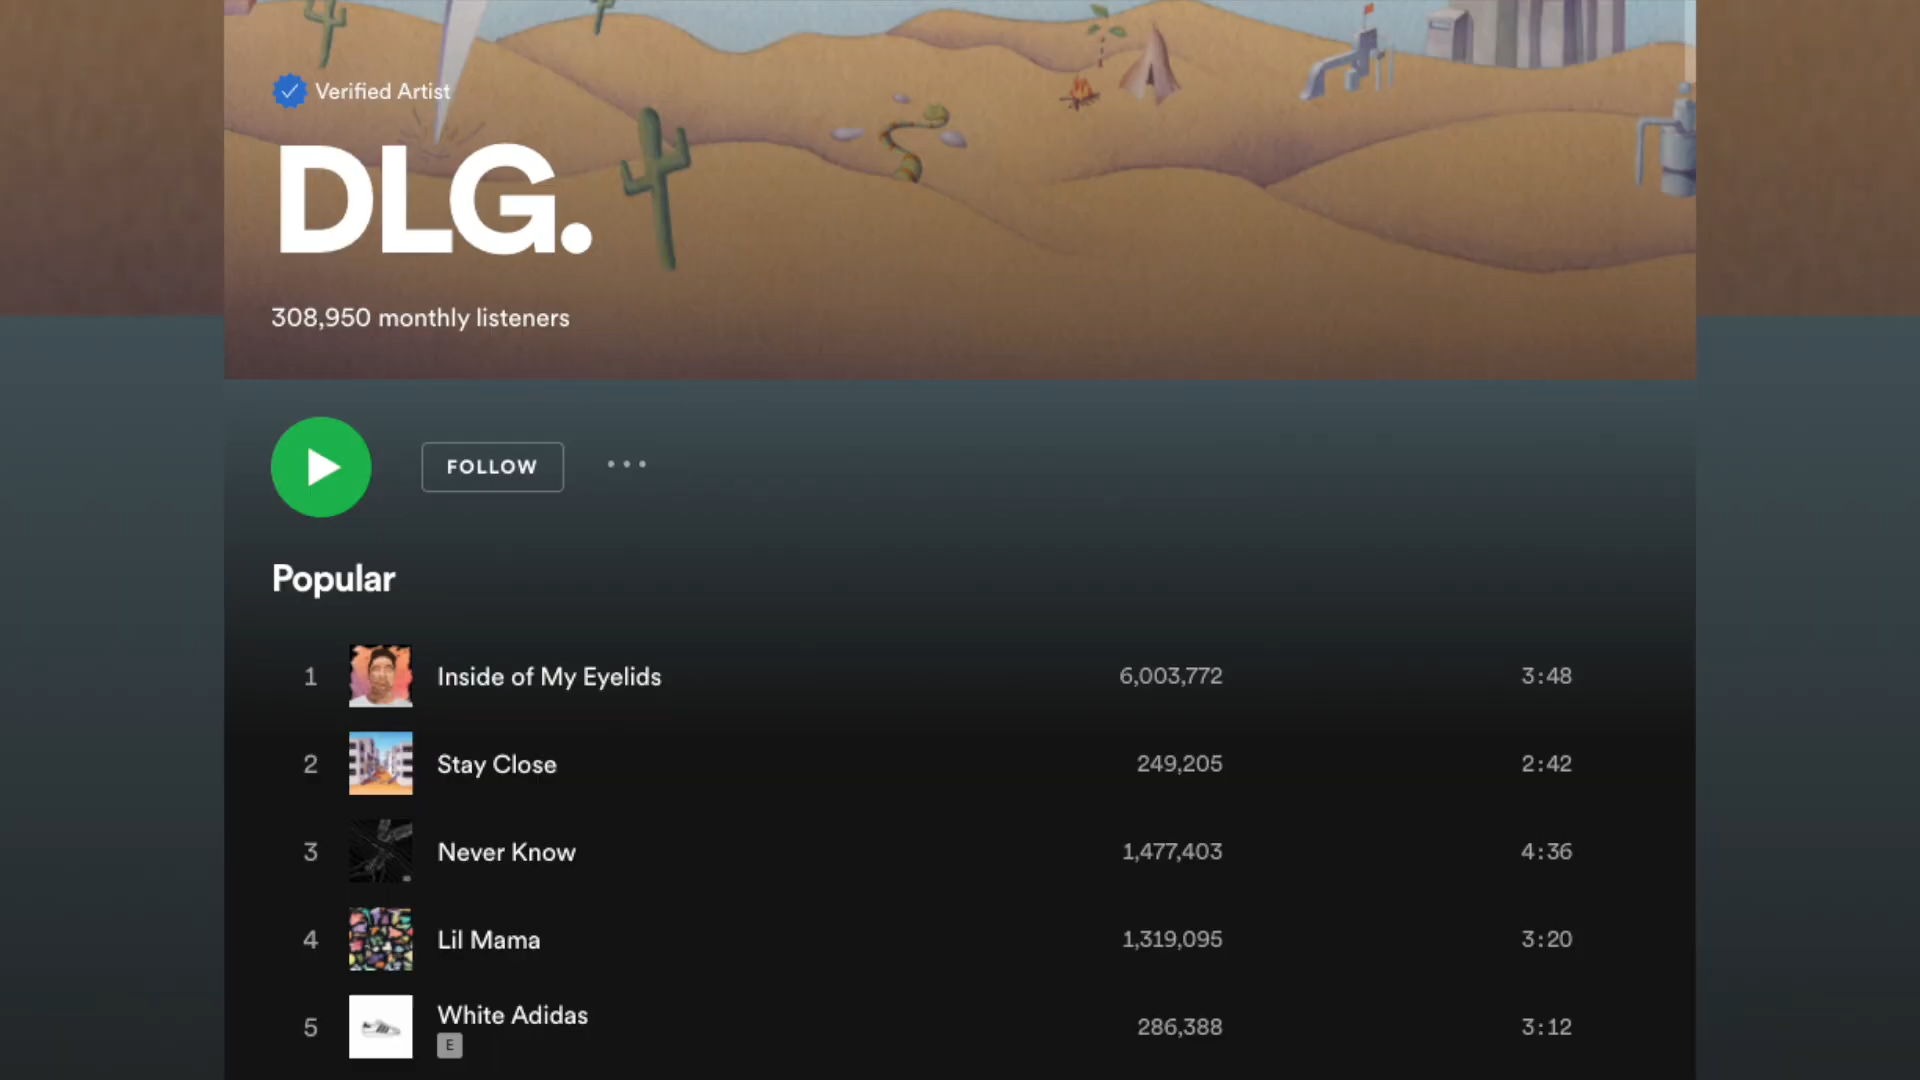 Verified Artist
DLG.
308,950 monthly listeners
FOLLOW
Popular
1 Inside of My Eyelids 6,003,772 3:48
2 Stay Close 249,205 2:42
3 Never Know 1,477,403 4:36
4 Lil Mama 1,319,095 3:20
5 White Adidas 286,388 3:12
E